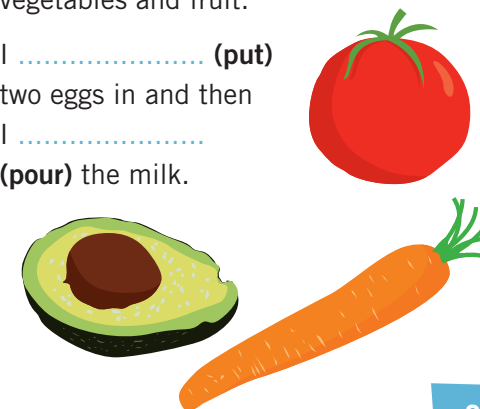 vegetables and fruit.
I ...................... (put)
two eggs in and then
I ......................
(pour) the milk.